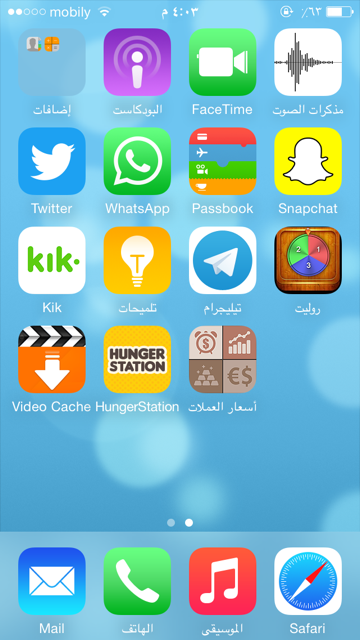 mobily ٤:٠٣ م ٪٦٣
إضافات البودكاست FaceTime مذكرات الصوت
Twitter WhatsApp Passbook Snapchat
kik·
T
2 1
3
Kik تلميحات تيليجرام روليت
HUNGER
STATION
$
€$
Video Cache HungerStation أسعار العملات
Mail الهاتف الموسيقى Safari